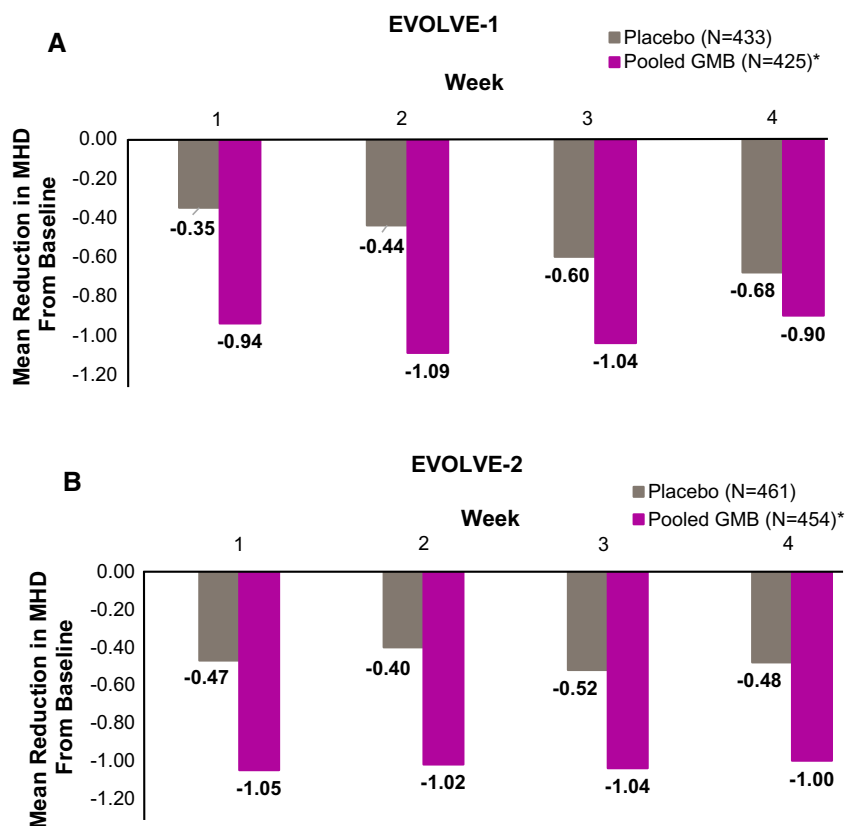 A
EVOLVE-1
Placebo (N=433)
Pooled GMB (N=425)*
Week
1 2 3 4
0.00
-0.20
-0.40
-0.60
-0.80
-1.00
-1.20
Mean Reduction in MHD
From Baseline
-0.35 -0.44 -0.60 -0.68
-0.94 -1.09 -1.04 -0.90
B
EVOLVE-2
Placebo (N=461)
Pooled GMB (N=454)*
Week
1 2 3 4
0.00
-0.20
-0.40
-0.60
-0.80
-1.00
-1.20
Mean Reduction in MHD
From Baseline
-0.47 -0.40 -0.52 -0.48
-1.05 -1.02 -1.04 -1.00